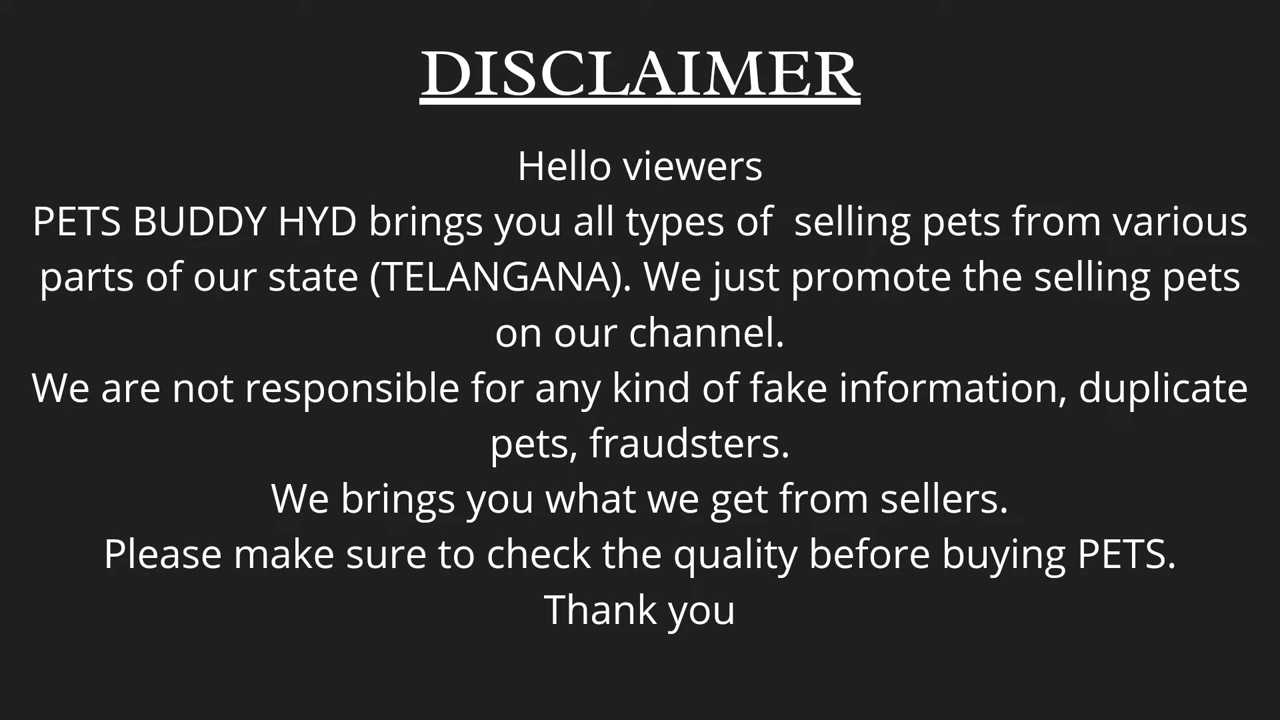 DISCLAIMER
Hello viewers
PETS BUDDY HYD brings you all types of  selling pets from various
parts of our state (TELANGANA). We just promote the selling pets
on our channel.
We are not responsible for any kind of fake information, duplicate
pets, fraudsters.
We brings you what we get from sellers.
Please make sure to check the quality before buying PETS.
Thank you